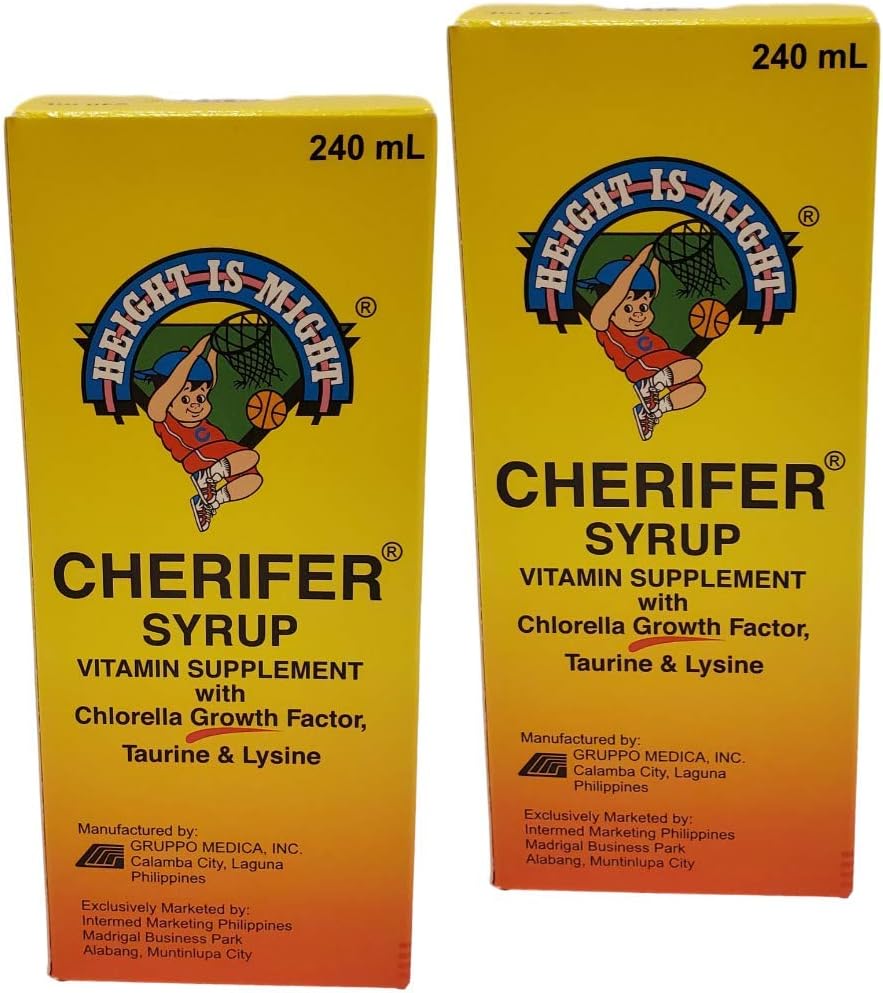 240 mL
HEIGHT IS MIGHT
®
CHERIFER®
SYRUP
VITAMIN SUPPLEMENT
with
Chlorella Growth Factor,
Taurine & Lysine
Manufactured by:
GRUPPO MEDICA, INC.
Calamba City, Laguna
Philippines
Exclusively Marketed by:
Intermed Marketing Philippines
Madrigal Business Park
Alabang, Muntinlupa City
240 mL
HEIGHT IS MIGHT
®
C
CHERIFER®
SYRUP
VITAMIN SUPPLEMENT
with
Chlorella Growth Factor,
Taurine & Lysine
Manufactured by:
GRUPPO MEDICA, INC.
Calamba City, Laguna
Philippines
Exclusively Marketed by:
Intermed Marketing Philippines
Madrigal Business Park
Alabang, Muntinlupa City